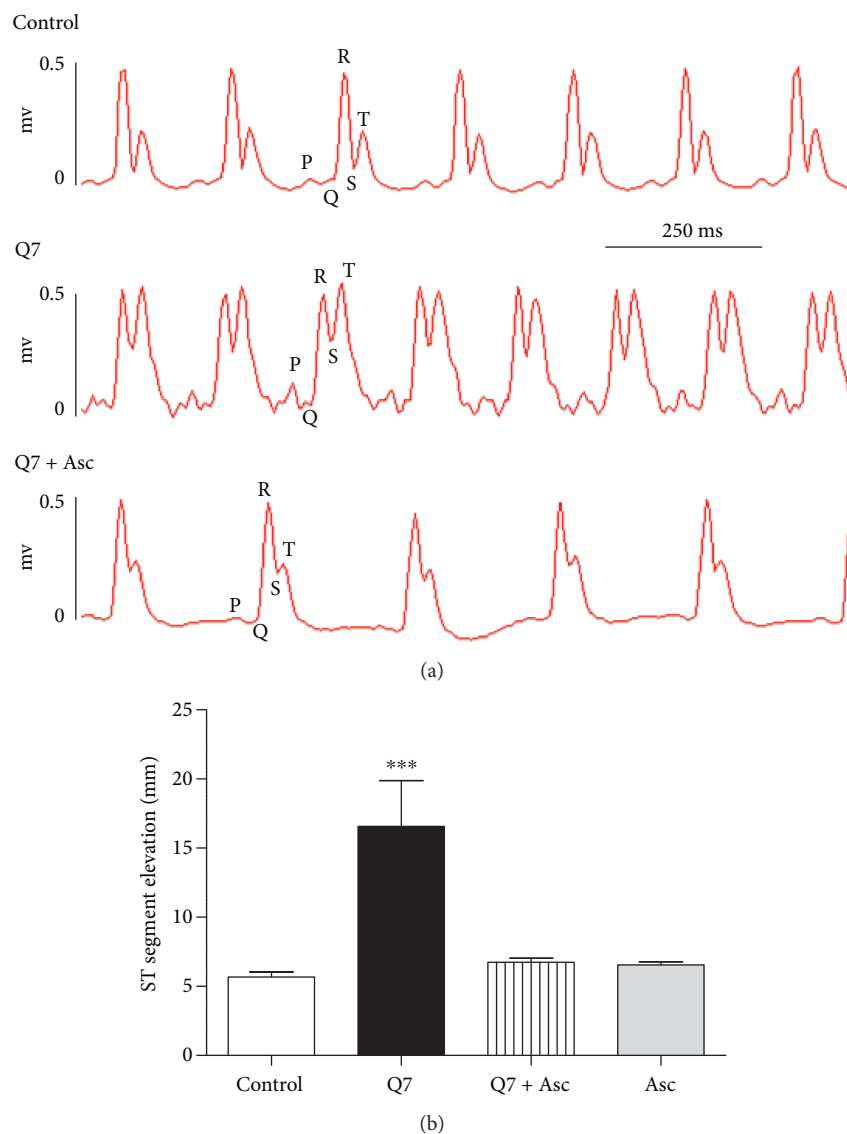 Control
0.5
mv
0
P
Q
R
S
T
250 ms
Q7
0.5
mv
0
P
Q
R
S
T
Q7 + Asc
0.5
mv
0
P
Q
R
S
T
(a)
ST segment elevation (mm)
25
20
15
10
5
0
***
Control Q7 Q7 + Asc Asc
(b)